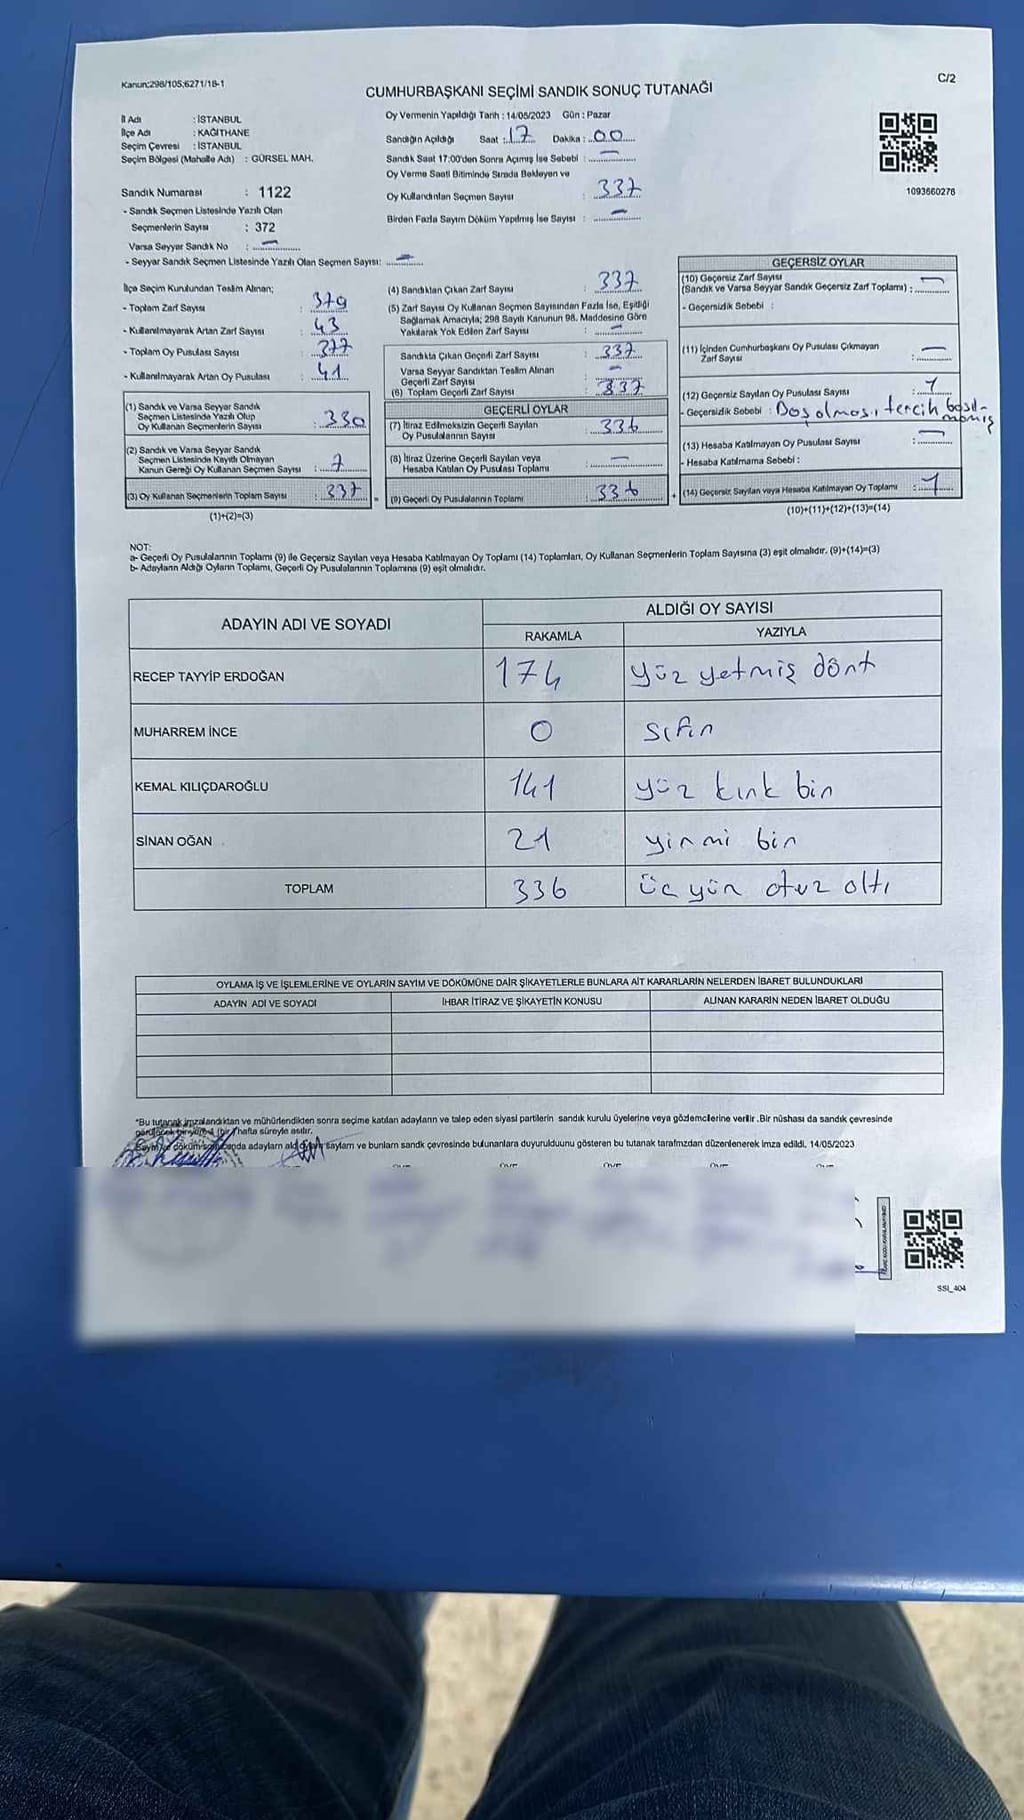 Kanun:298/105;6271/18-1
C/2
CUMHURBAŞKANI SEÇİMİ SANDIK SONUÇ TUTANAĞI
İl Adı : İSTANBUL
İlçe Adı : KAĞITHANE
Seçim Çevresi : İSTANBUL
Seçim Bölgesi (Mahalle Adı) : GÜRSEL MAH.
Sandık Numarası : 1122
- Sandık Seçmen Listesinde Yazılı Olan
Seçmenlerin Sayısı : 372
Varsa Seyyar Sandık No : —
- Seyyar Sandık Seçmen Listesinde Yazılı Olan Seçmen Sayısı: —
Oy Vermenin Yapıldığı Tarih : 14/05/2023 Gün : Pazar
Sandığın Açıldığı Saat : 17 Dakika : 00
Sandık Saat 17:00'den Sonra Açımış İse Sebebi : —
Oy Verme Saati Bitiminde Sırada Bekleyen ve
Oy Kullandırılan Seçmen Sayısı : 337
Birden Fazla Sayım Döküm Yapılmış İse Sayısı : —
1093660276
İlçe Seçim Kurulundan Teslim Alınan;
- Toplam Zarf Sayısı : 379
- Kullanılmayarak Artan Zarf Sayısı : 43
- Toplam Oy Pusulası Sayısı : 377
- Kullanılmayarak Artan Oy Pusulası : 41
(1) Sandık ve Varsa Seyyar Sandık
Seçmen Listesinde Yazılı Olup
Oy Kullanan Seçmenlerin Sayısı : 330
(2) Sandık ve Varsa Seyyar Sandık
Seçmen Listesinde Kayıtlı Olmayan
Kanun Gereği Oy Kullanan Seçmen Sayısı : 7
(3) Oy Kullanan Seçmenlerin Toplam Sayısı : 337
(1)+(2)=(3)
(4) Sandıktan Çıkan Zarf Sayısı : 337
(5) Zarf Sayısı Oy Kullanan Seçmen Sayısından Fazla İse, Eşitliği
Sağlamak Amacıyla; 298 Sayılı Kanunun 98. Maddesine Göre
Yakılarak Yok Edilen Zarf Sayısı : —
Sandıkta Çıkan Geçerli Zarf Sayısı : 337
Varsa Seyyar Sandıktan Teslim Alınan
Geçerli Zarf Sayısı : —
(6) Toplam Geçerli Zarf Sayısı : 337
GEÇERLİ OYLAR
(7) İtiraz Edilmeksizin Geçerli Sayılan
Oy Pusulalarının Sayısı : 336
(8) İtiraz Üzerine Geçerli Sayılan veya
Hesaba Katılan Oy Pusulası Toplamı : —
(9) Geçerli Oy Pusulalarının Toplamı : 336
GEÇERSİZ OYLAR
(10) Geçersiz Zarf Sayısı
(Sandık ve Varsa Seyyar Sandık Geçersiz Zarf Toplamı) : —
- Geçersizlik Sebebi :
(11) İçinden Cumhurbaşkanı Oy Pusulası Çıkmayan
Zarf Sayısı : —
(12) Geçersiz Sayılan Oy Pusulası Sayısı : 1
- Geçersizlik Sebebi : Boş olması, tercih basıl-
mamış
(13) Hesaba Katılmayan Oy Pusulası Sayısı : —
- Hesaba Katılmama Sebebi :
(14) Geçersiz Sayılan veya Hesaba Katılmayan Oy Toplamı : 1
(10)+(11)+(12)+(13)=(14)
NOT:
a- Geçerli Oy Pusulalarının Toplamı (9) ile Geçersiz Sayılan veya Hesaba Katılmayan Oy Toplamı (14) Toplamları, Oy Kullanan Seçmenlerin Toplam Sayısına (3) eşit olmalıdır. (9)+(14)=(3)
b- Adayların Aldığı Oyların Toplamı, Geçerli Oy Pusulalarının Toplamına (9) eşit olmalıdır.
ADAYIN ADI VE SOYADI
ALDIĞI OY SAYISI
RAKAMLA YAZIYLA
RECEP TAYYİP ERDOĞAN 174 yüz yetmiş dört
MUHARREM İNCE 0 sıfır
KEMAL KILIÇDAROĞLU 141 yüz kırk bir
SİNAN OĞAN 21 yirmi bir
TOPLAM 336 üç yüz otuz altı
OYLAMA İŞ VE İŞLEMLERİNE VE OYLARIN SAYIM VE DÖKÜMÜNE DAİR ŞİKAYETLERLE BUNLARA AİT KARARLARIN NELERDEN İBARET BULUNDUKLARI
ADAYIN ADI VE SOYADI İHBAR İTİRAZ VE ŞİKAYETİN KONUSU ALINAN KARARIN NEDEN İBARET OLDUĞU
*Bu tutanak imzalandıktan ve mühürlendikten sonra seçime katılan adayların ve talep eden siyasi partilerin sandık kurulu üyelerine veya gözlemcilerine verilir. Bir nüshası da sandık çevresinde
hafta süreyle asılır.
adayların saylam ve bunların sandık çevresinde bulunanlara duyurulduunu gösteren bu tutanak tarafımızdan düzenlenerek imza edildi. 14/05/2023
SSI_404